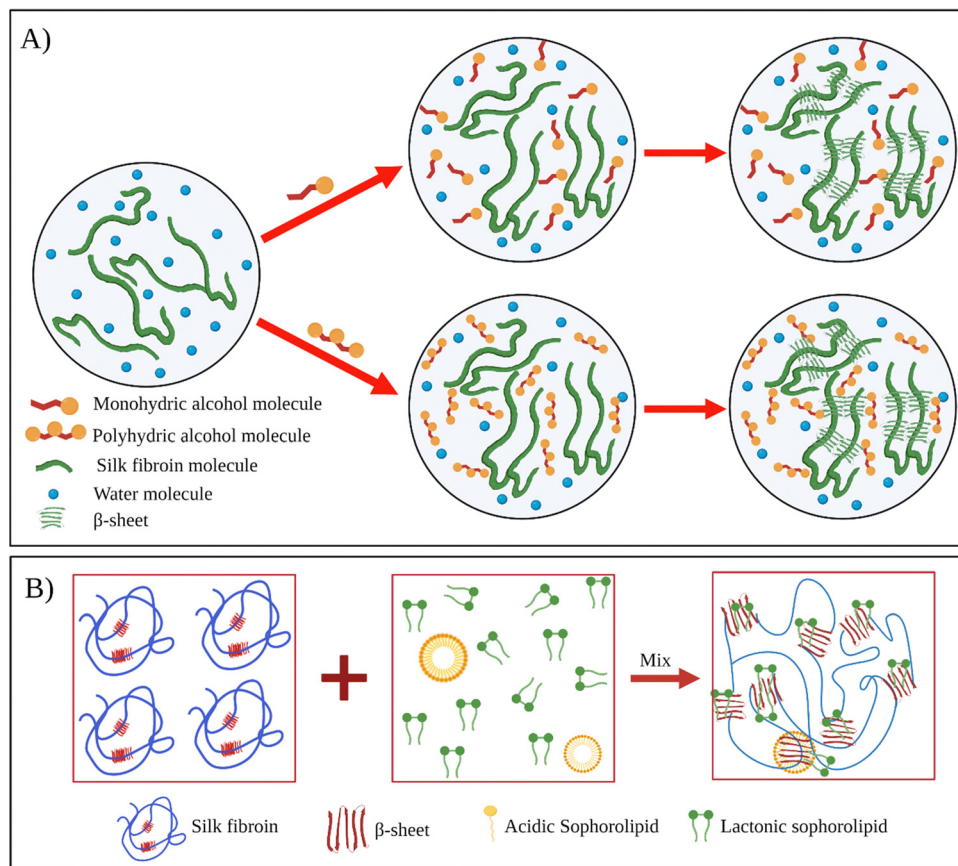 A)
Monohydric alcohol molecule
Polyhydric alcohol molecule
Silk fibroin molecule
Water molecule
β-sheet
B)
Mix
Silk fibroin
β-sheet
Acidic Sophorolipid
Lactonic sophorolipid